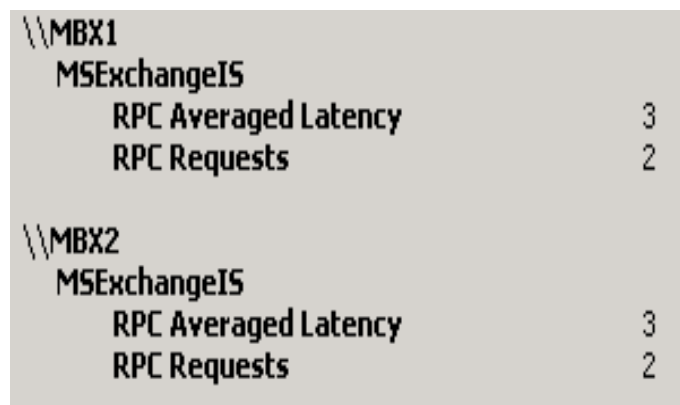 \\MBX1
MSExchangeIS
RPC Averaged Latency 3
RPC Requests 2
\\MBX2
MSExchangeIS
RPC Averaged Latency 3
RPC Requests 2